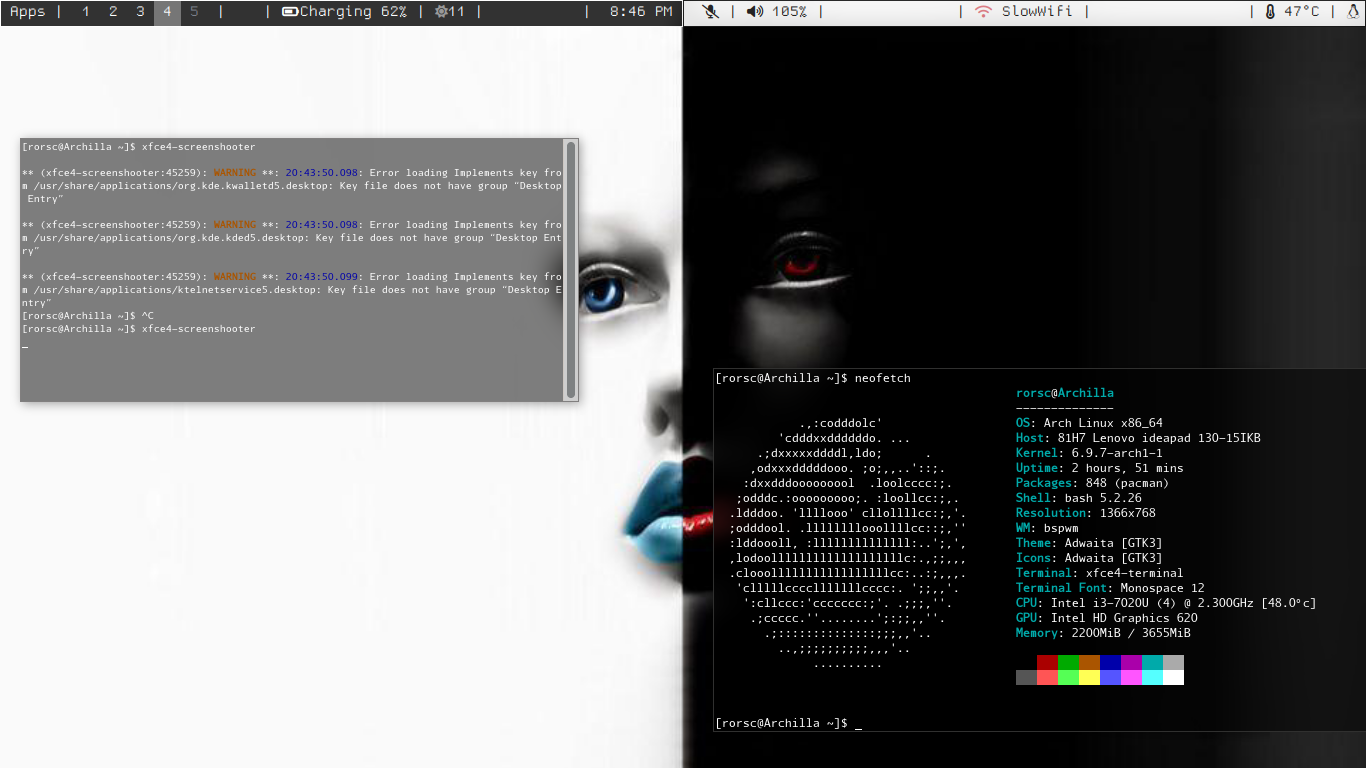 Apps | 1 2 3 4 5 | | Charging 62% | 11 | | 8:46 PM | 105% | | SlowWifi | | 47°C |
[rorsc@Archilla ~]$ xfce4-screenshooter
** (xfce4-screenshooter:45259): WARNING **: 20:43:50.098: Error loading Implements key fro
m /usr/share/applications/org.kde.kwalletd5.desktop: Key file does not have group "Desktop
 Entry"
** (xfce4-screenshooter:45259): WARNING **: 20:43:50.098: Error loading Implements key fro
m /usr/share/applications/org.kde.kded5.desktop: Key file does not have group "Desktop Ent
ry"
** (xfce4-screenshooter:45259): WARNING **: 20:43:50.099: Error loading Implements key fro
m /usr/share/applications/ktelnetservice5.desktop: Key file does not have group "Desktop E
ntry"
[rorsc@Archilla ~]$ ^C
[rorsc@Archilla ~]$ xfce4-screenshooter
[rorsc@Archilla ~]$ neofetch
rorsc@Archilla
--------------
OS: Arch Linux x86_64
Host: 81H7 Lenovo ideapad 130-15IKB
Kernel: 6.9.7-arch1-1
Uptime: 2 hours, 51 mins
Packages: 848 (pacman)
Shell: bash 5.2.26
Resolution: 1366x768
WM: bspwm
Theme: Adwaita [GTK3]
Icons: Adwaita [GTK3]
Terminal: xfce4-terminal
Terminal Font: Monospace 12
CPU: Intel i3-7020U (4) @ 2.300GHz [48.0°c]
GPU: Intel HD Graphics 620
Memory: 2200MiB / 3655MiB
[rorsc@Archilla ~]$ _